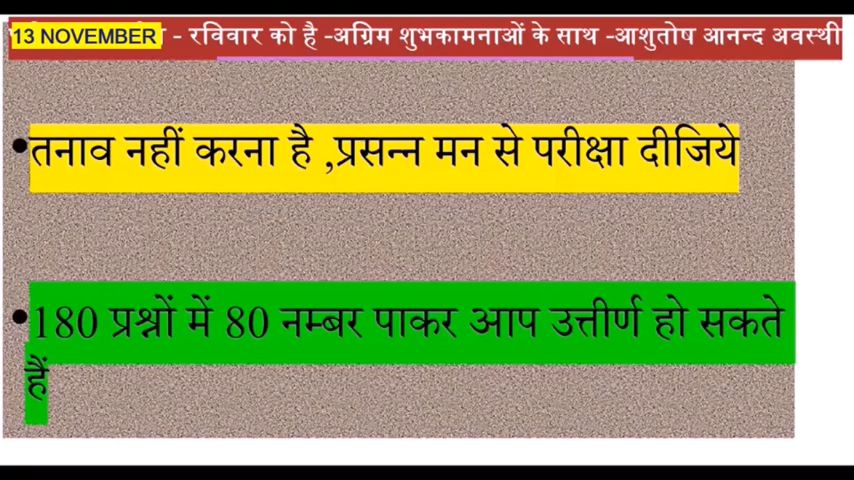 13 NOVEMBER - रविवार को है -अग्रिम शुभकामनाओं के साथ -आशुतोष आनन्द अवस्थी
•तनाव नहीं करना है ,प्रसन्न मन से परीक्षा दीजिये
•180 प्रश्नों में 80 नम्बर पाकर आप उत्तीर्ण हो सकते
हैं